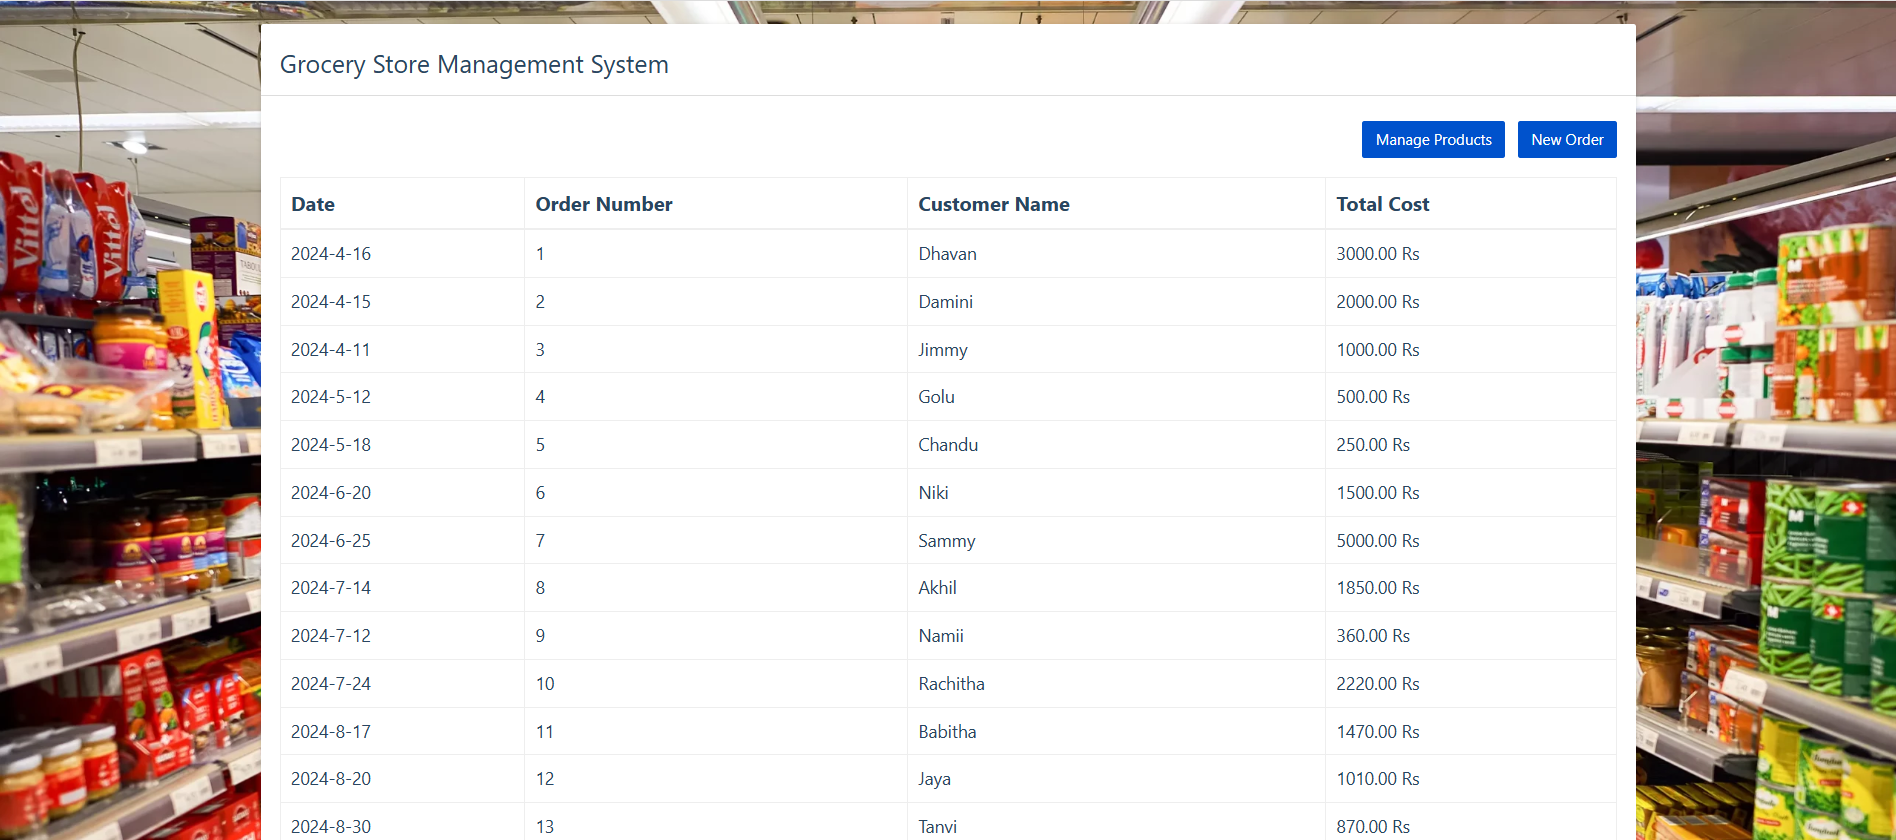 Grocery Store Management System
Manage Products New Order
Date Order Number Customer Name Total Cost
2024-4-16 1 Dhavan 3000.00 Rs
2024-4-15 2 Damini 2000.00 Rs
2024-4-11 3 Jimmy 1000.00 Rs
2024-5-12 4 Golu 500.00 Rs
2024-5-18 5 Chandu 250.00 Rs
2024-6-20 6 Niki 1500.00 Rs
2024-6-25 7 Sammy 5000.00 Rs
2024-7-14 8 Akhil 1850.00 Rs
2024-7-12 9 Namii 360.00 Rs
2024-7-24 10 Rachitha 2220.00 Rs
2024-8-17 11 Babitha 1470.00 Rs
2024-8-20 12 Jaya 1010.00 Rs
2024-8-30 13 Tanvi 870.00 Rs
Vittel
Vittel
M
M
M